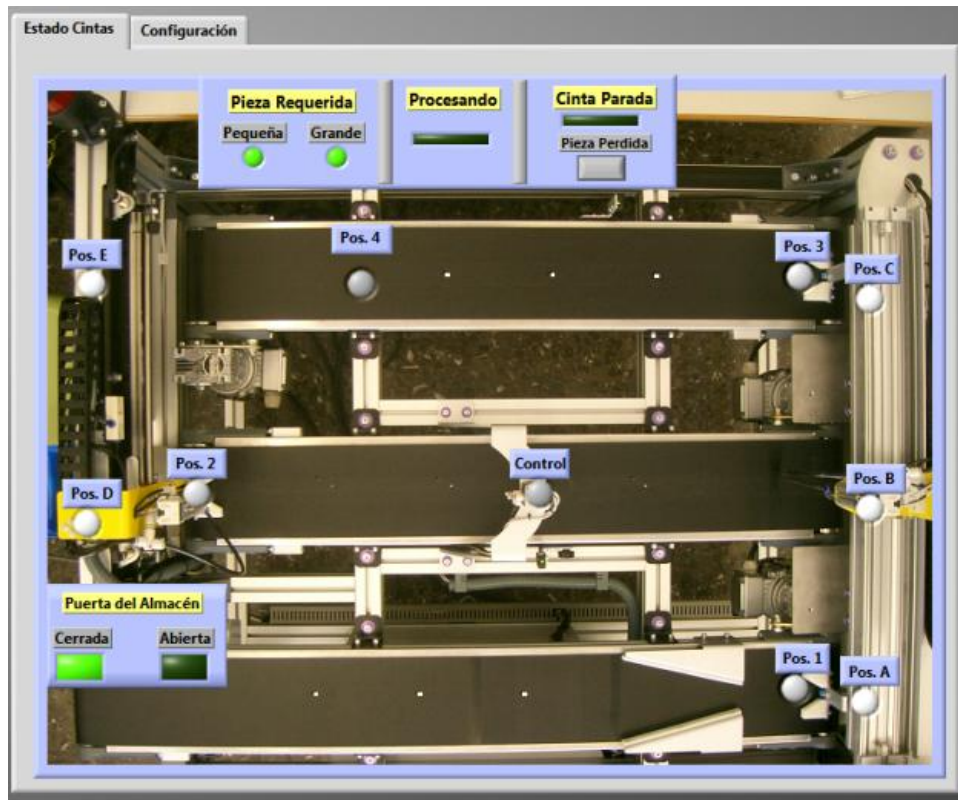 Estado Cintas
Configuración
Pieza Requerida
Pequeña
Grande
Procesando
Cinta Parada
Pieza Perdida
Pos. 4
Pos. 3
Pos. E
Pos. C
Pos. 2
Control
Pos. D
Pos. B
Puerta del Almacén
Cerrada
Abierta
Pos. 1
Pos. A